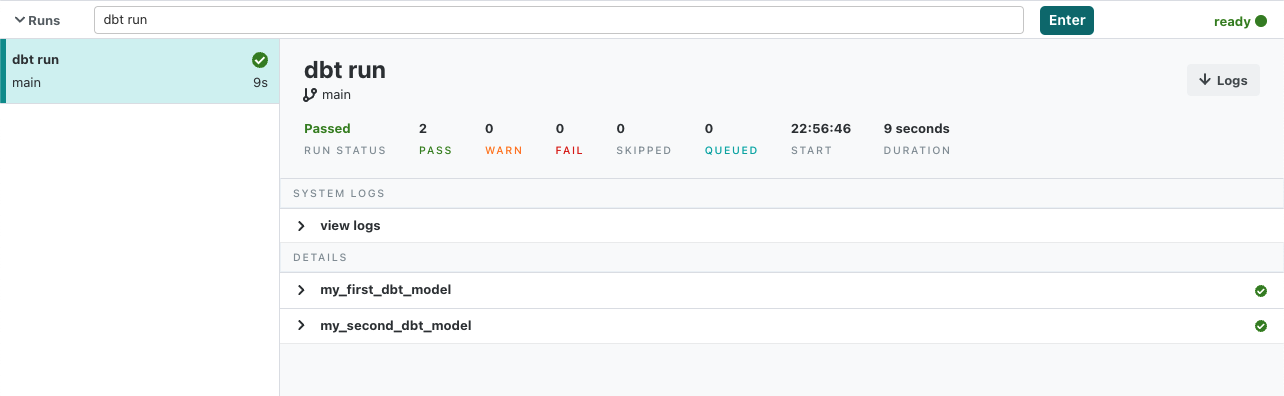 Runs
dbt run
Enter
ready
dbt run
main
9s
dbt run
main
Logs
Passed 2 0 0 0 0 22:56:46 9 seconds
RUN STATUS PASS WARN FAIL SKIPPED QUEUED START DURATION
SYSTEM LOGS
view logs
DETAILS
my_first_dbt_model
my_second_dbt_model